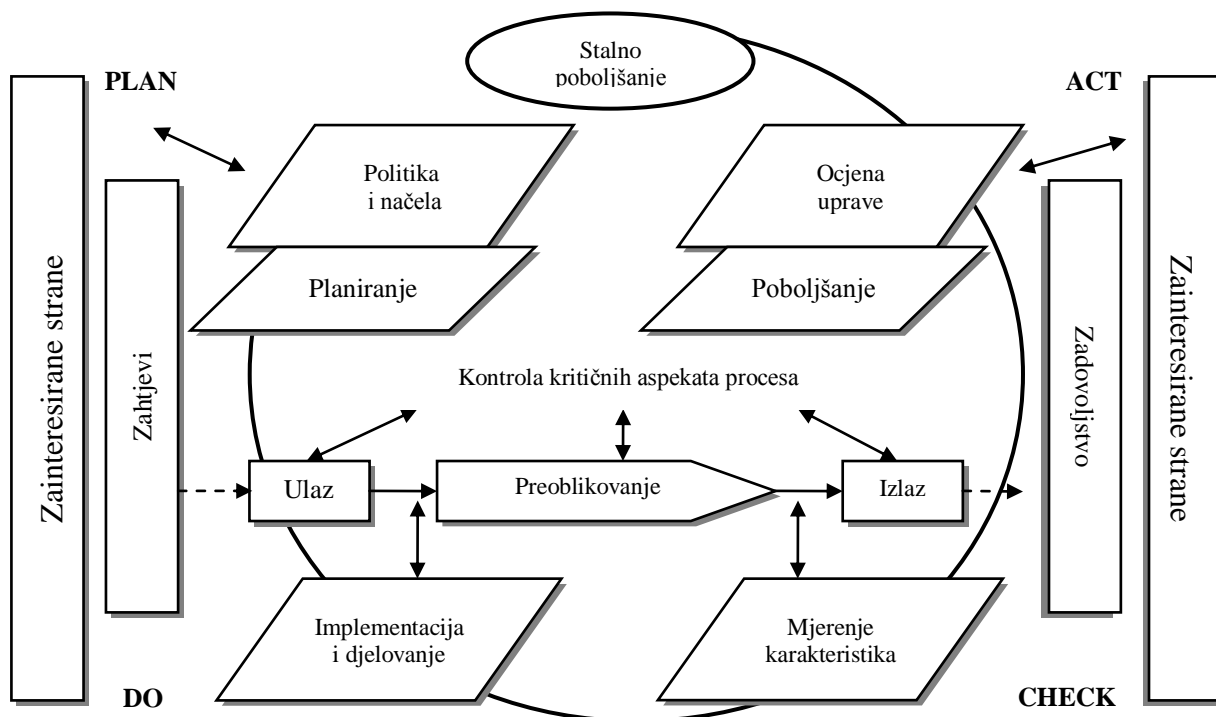 Stalno
poboljšanje
PLAN
ACT
Politika
i načela
Ocjena
uprave
Planiranje
Poboljšanje
Zainteresirane strane
Zahtjevi
Kontrola kritičnih aspekata procesa
Zadovoljstvo
Zainteresirane strane
Ulaz
Preoblikovanje
Izlaz
Implementacija
i djelovanje
Mjerenje
karakteristika
DO
CHECK